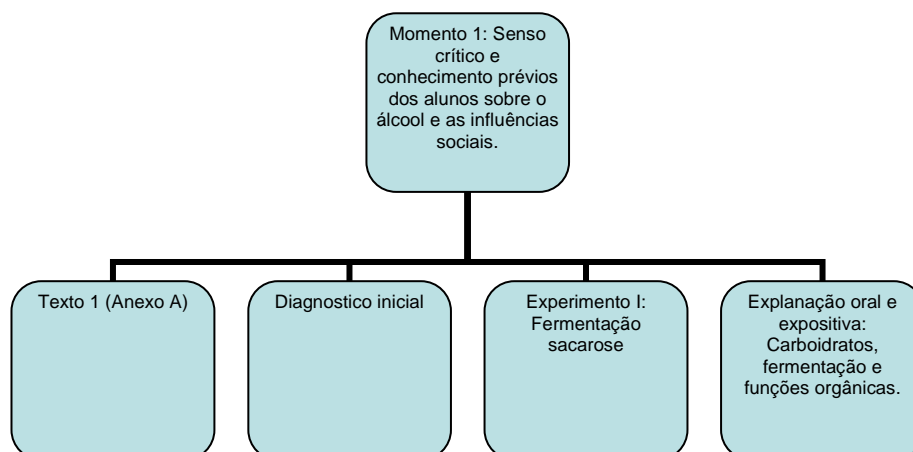 Momento 1: Senso
crítico e
conhecimento prévios
dos alunos sobre o
álcool e as influências
sociais.
Texto 1 (Anexo A)
Diagnostico inicial
Experimento I:
Fermentação
sacarose
Explanação oral e
expositiva:
Carboidratos,
fermentação e
funções orgânicas.